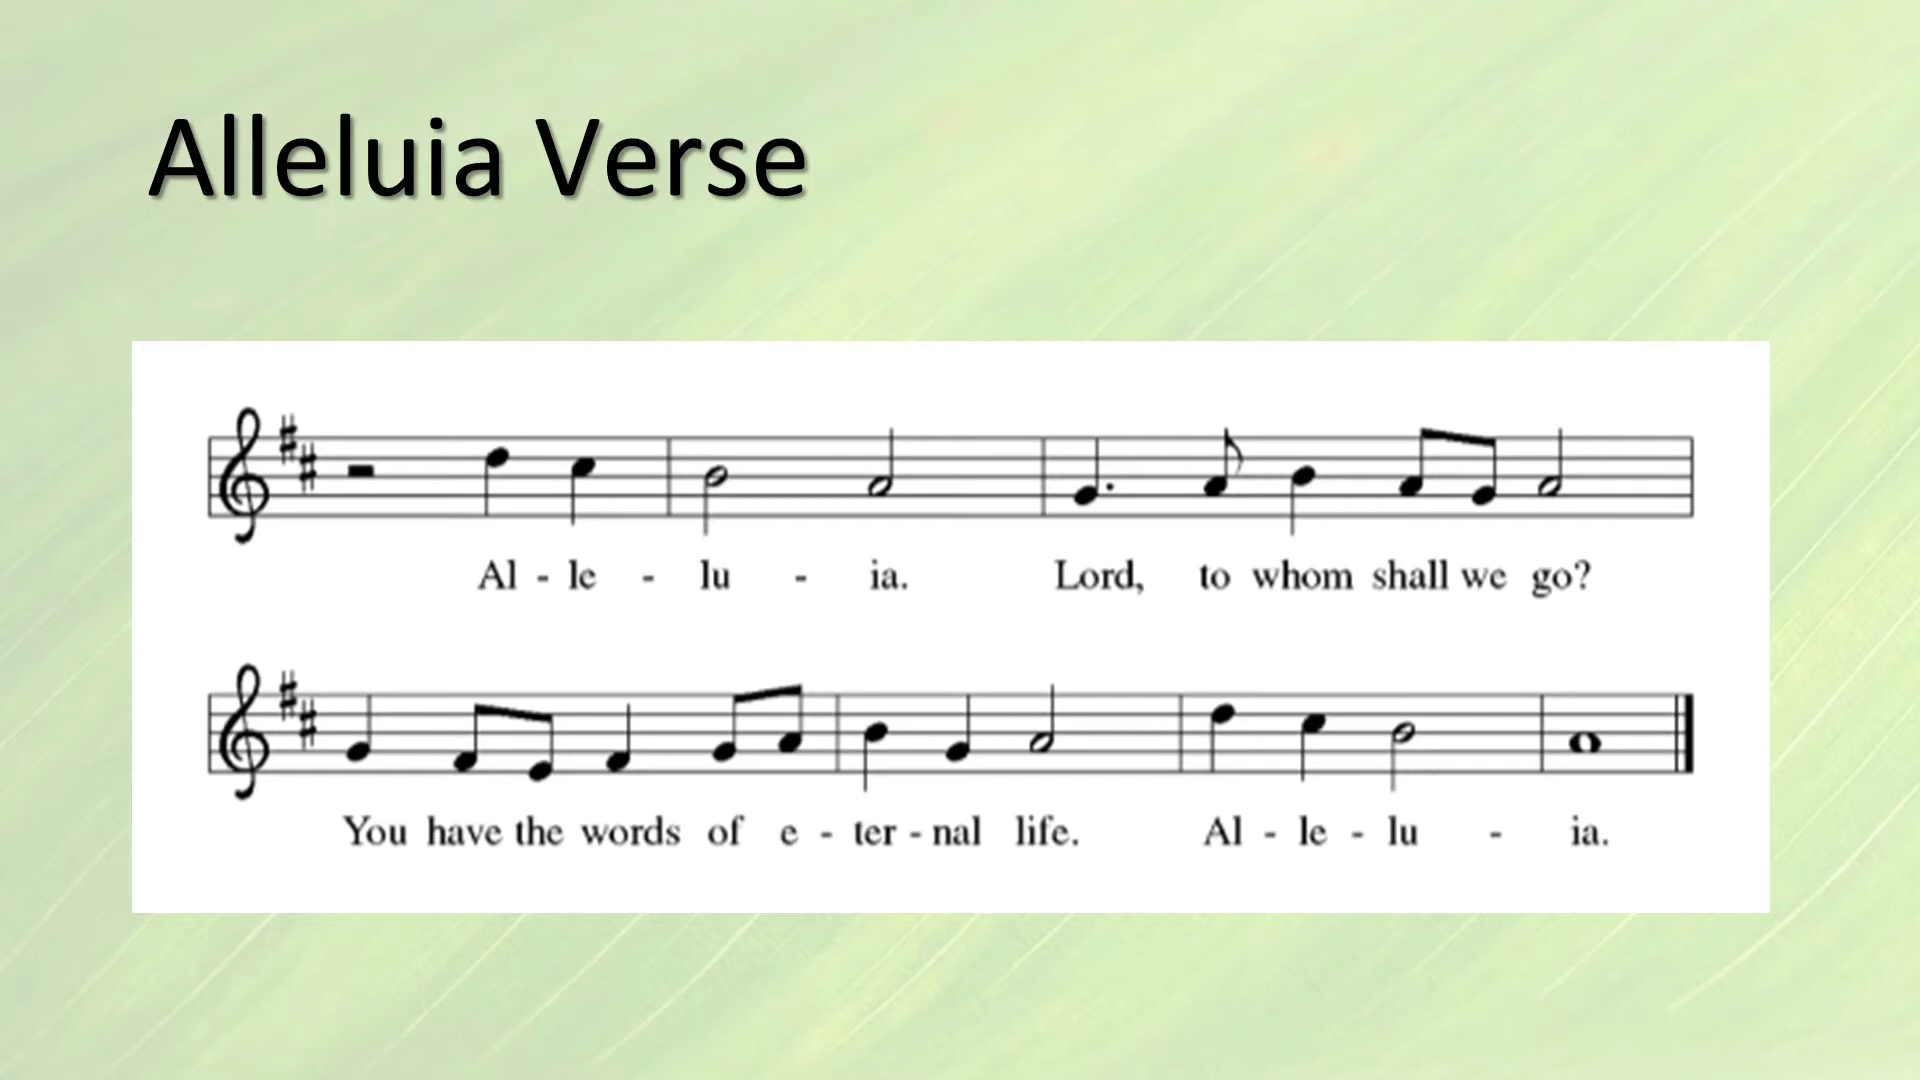 Alleluia Verse
Al - le - lu - ia. Lord, to whom shall we go?
You have the words of e - ter - nal life. Al - le - lu - ia.